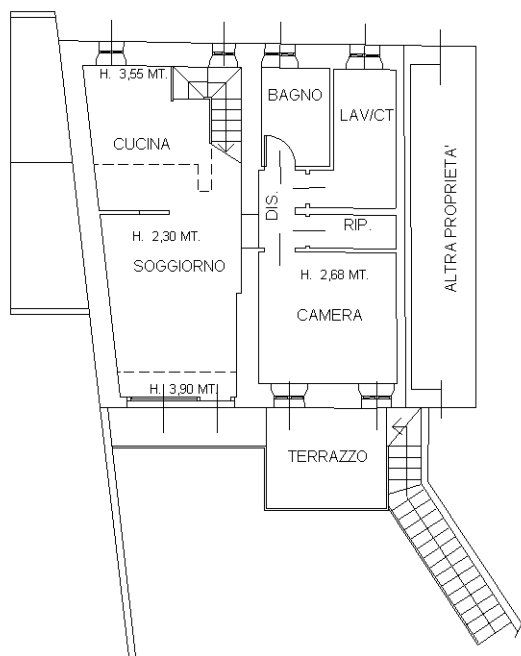 H. 3,55 MT.
BAGNO
LAV/CT
CUCINA
DIS.
RIP.
H. 2,30 MT.
SOGGIORNO
H. 2,68 MT.
CAMERA
ALTRA PROPRIETA'
H. 3,90 MT.
TERRAZZO